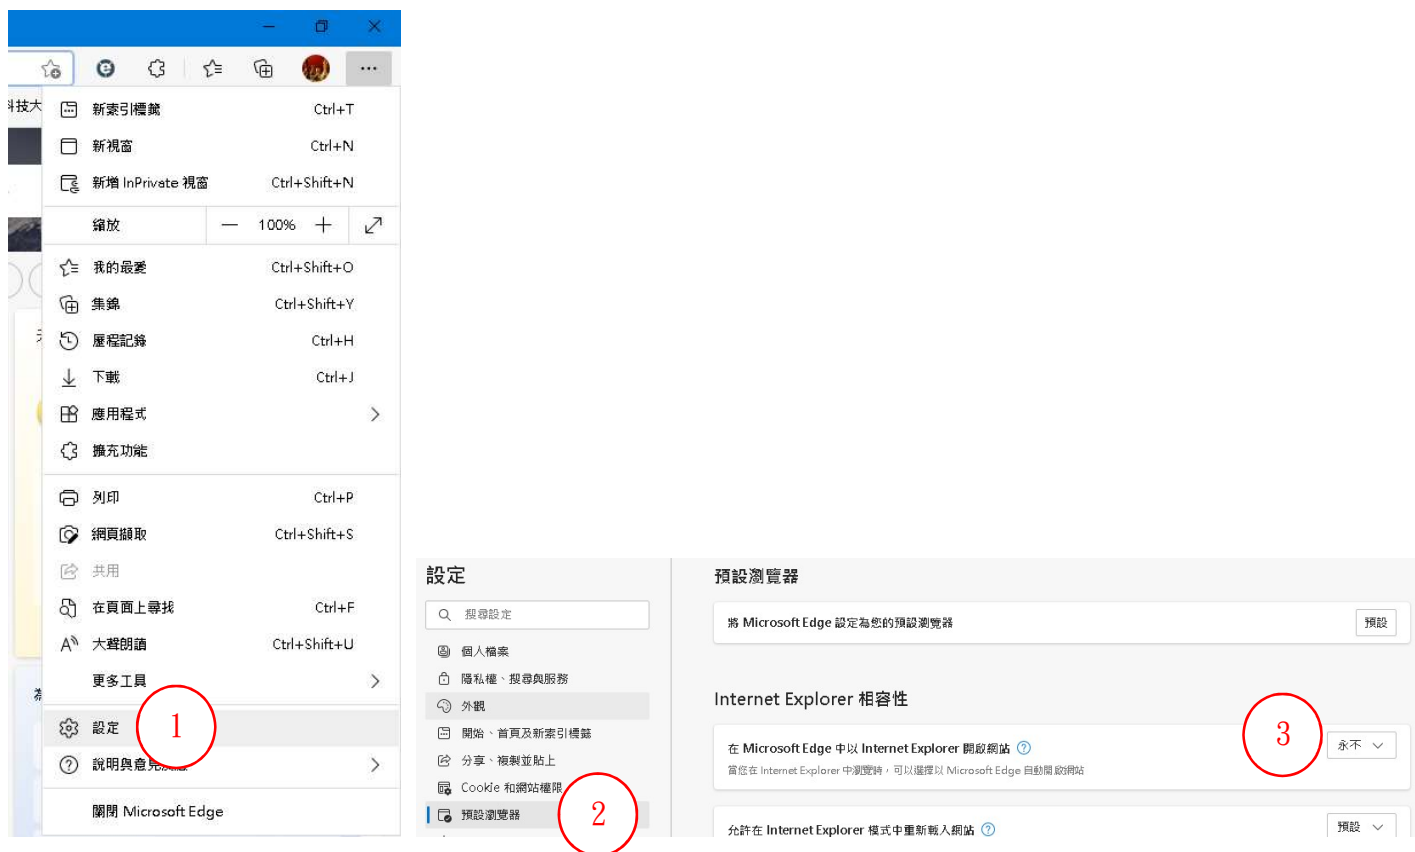 科技大
新索引標籤 Ctrl+T
新視窗 Ctrl+N
新增 InPrivate 視窗 Ctrl+Shift+N
縮放 — 100% +
我的最愛 Ctrl+Shift+O
集錦 Ctrl+Shift+Y
歷程記錄 Ctrl+H
下載 Ctrl+J
應用程式
擴充功能
列印 Ctrl+P
網頁擷取 Ctrl+Shift+S
共用
在頁面上尋找 Ctrl+F
大聲朗讀 Ctrl+Shift+U
更多工具
設定 1
說明與意見反應
關閉 Microsoft Edge
設定
搜尋設定
個人檔案
隱私權、搜尋與服務
外觀
開始、首頁及新索引標籤
分享、複製並貼上
Cookie 和網站權限
預設瀏覽器 2
預設瀏覽器
將 Microsoft Edge 設定為您的預設瀏覽器 預設
Internet Explorer 相容性
在 Microsoft Edge 中以 Internet Explorer 開啟網站 3 永不
當您在 Internet Explorer 中瀏覽時，可以選擇以 Microsoft Edge 自動開啟網站
允許在 Internet Explorer 模式中重新載入網站 預設